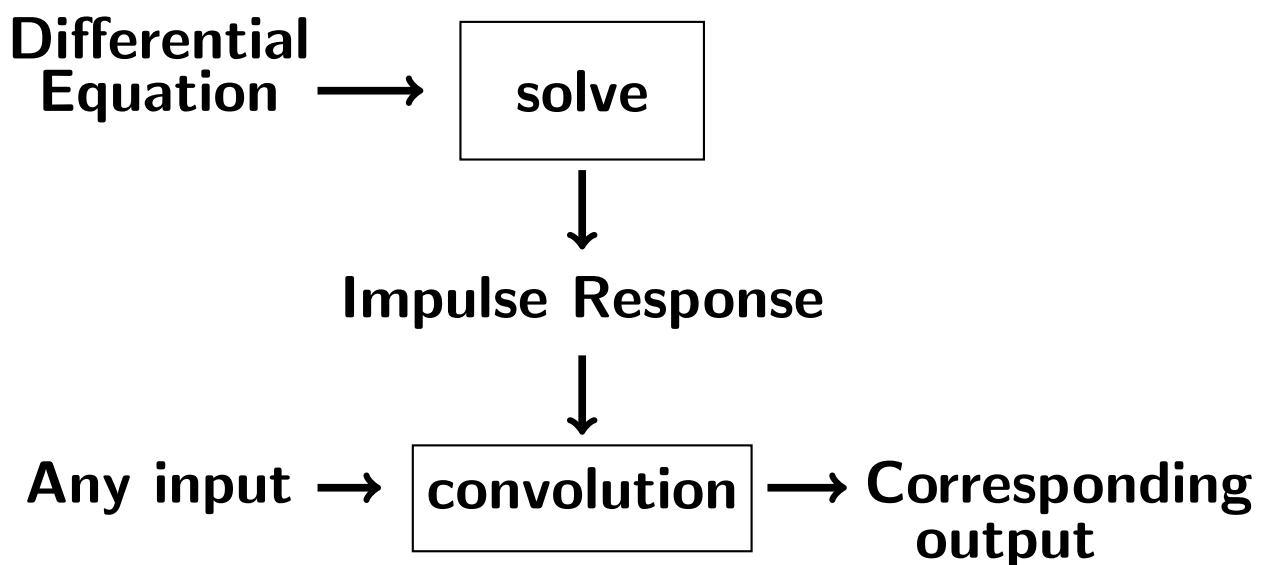 Differential
Equation
solve
Impulse Response
Any input
convolution
Corresponding
output